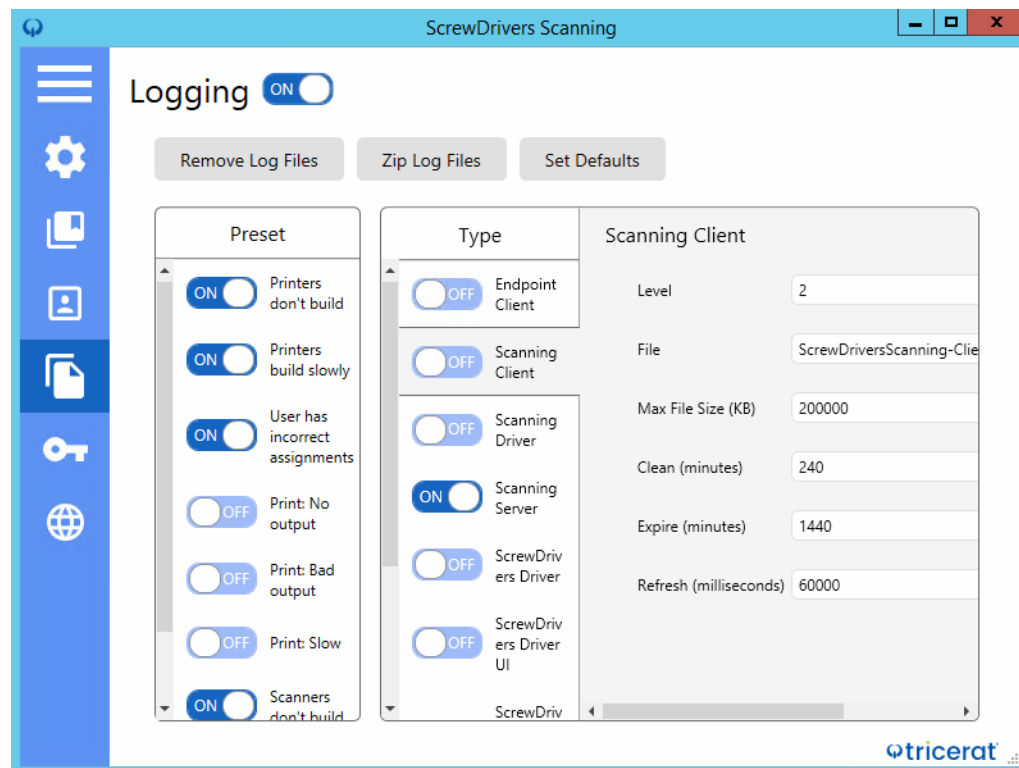 ScrewDrivers Scanning
Logging ON
Remove Log Files
Zip Log Files
Set Defaults
Preset
ON
Printers
don't build
ON
Printers
build slowly
ON
User has
incorrect
assignments
OFF
Print: No
output
OFF
Print: Bad
output
OFF
Print: Slow
ON
Scanners
don't build
Type
OFF
Endpoint
Client
OFF
Scanning
Client
OFF
Scanning
Driver
ON
Scanning
Server
OFF
ScrewDriv
ers Driver
OFF
ScrewDriv
ers Driver
UI
ScrewDriv
Scanning Client
Level 2
File ScrewDriversScanning-Clie
Max File Size (KB) 200000
Clean (minutes) 240
Expire (minutes) 1440
Refresh (milliseconds) 60000
tricerat